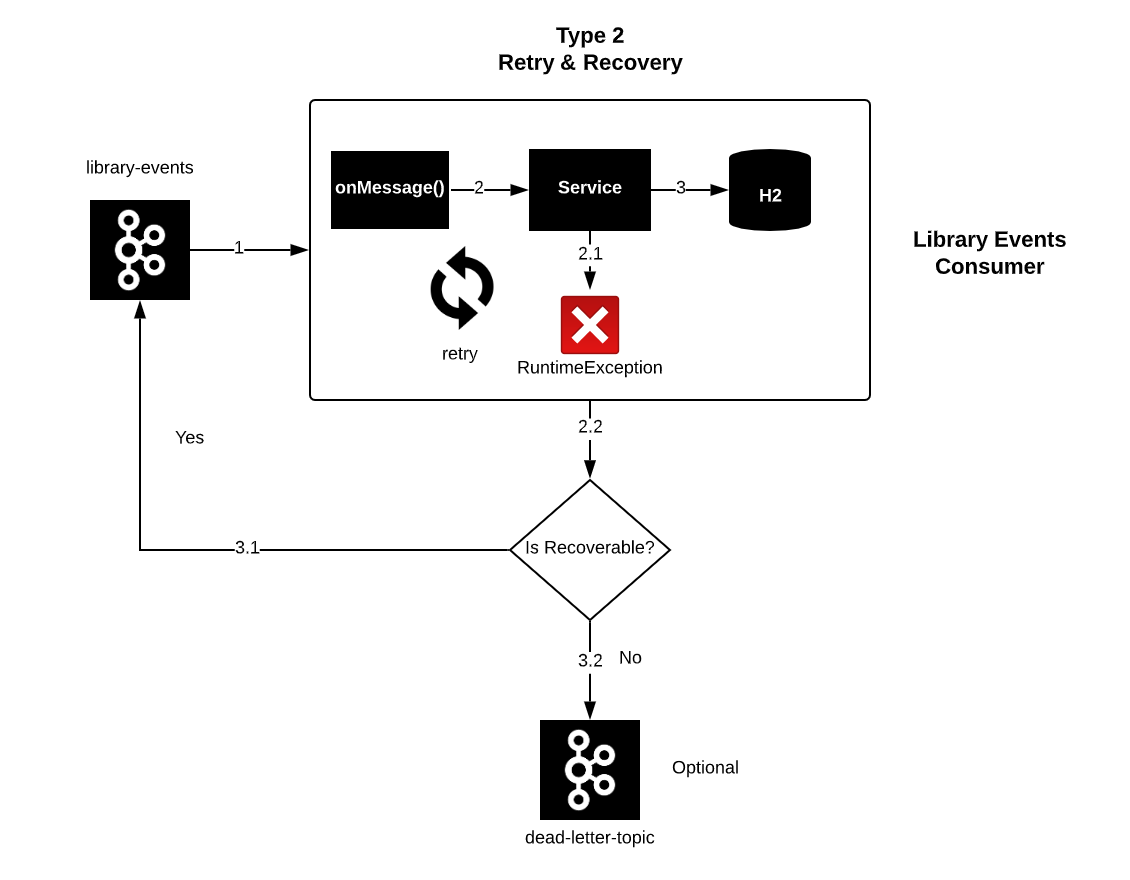 Type 2
Retry & Recovery
library-events
onMessage()
2
Service
3
H2
1
2.1
Library Events
Consumer
retry
RuntimeException
2.2
Yes
Is Recoverable?
3.1
3.2
No
Optional
dead-letter-topic